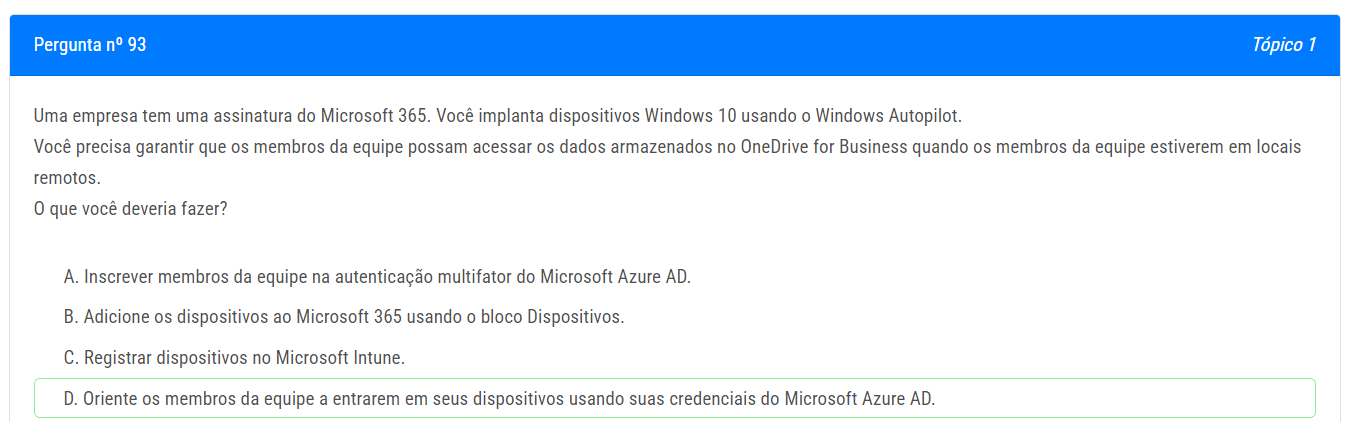 Pergunta nº 93
Tópico 1
Uma empresa tem uma assinatura do Microsoft 365. Você implanta dispositivos Windows 10 usando o Windows Autopilot.
Você precisa garantir que os membros da equipe possam acessar os dados armazenados no OneDrive for Business quando os membros da equipe estiverem em locais
remotos.
O que você deveria fazer?
A. Inscrever membros da equipe na autenticação multifator do Microsoft Azure AD.
B. Adicione os dispositivos ao Microsoft 365 usando o bloco Dispositivos.
C. Registrar dispositivos no Microsoft Intune.
D. Oriente os membros da equipe a entrarem em seus dispositivos usando suas credenciais do Microsoft Azure AD.